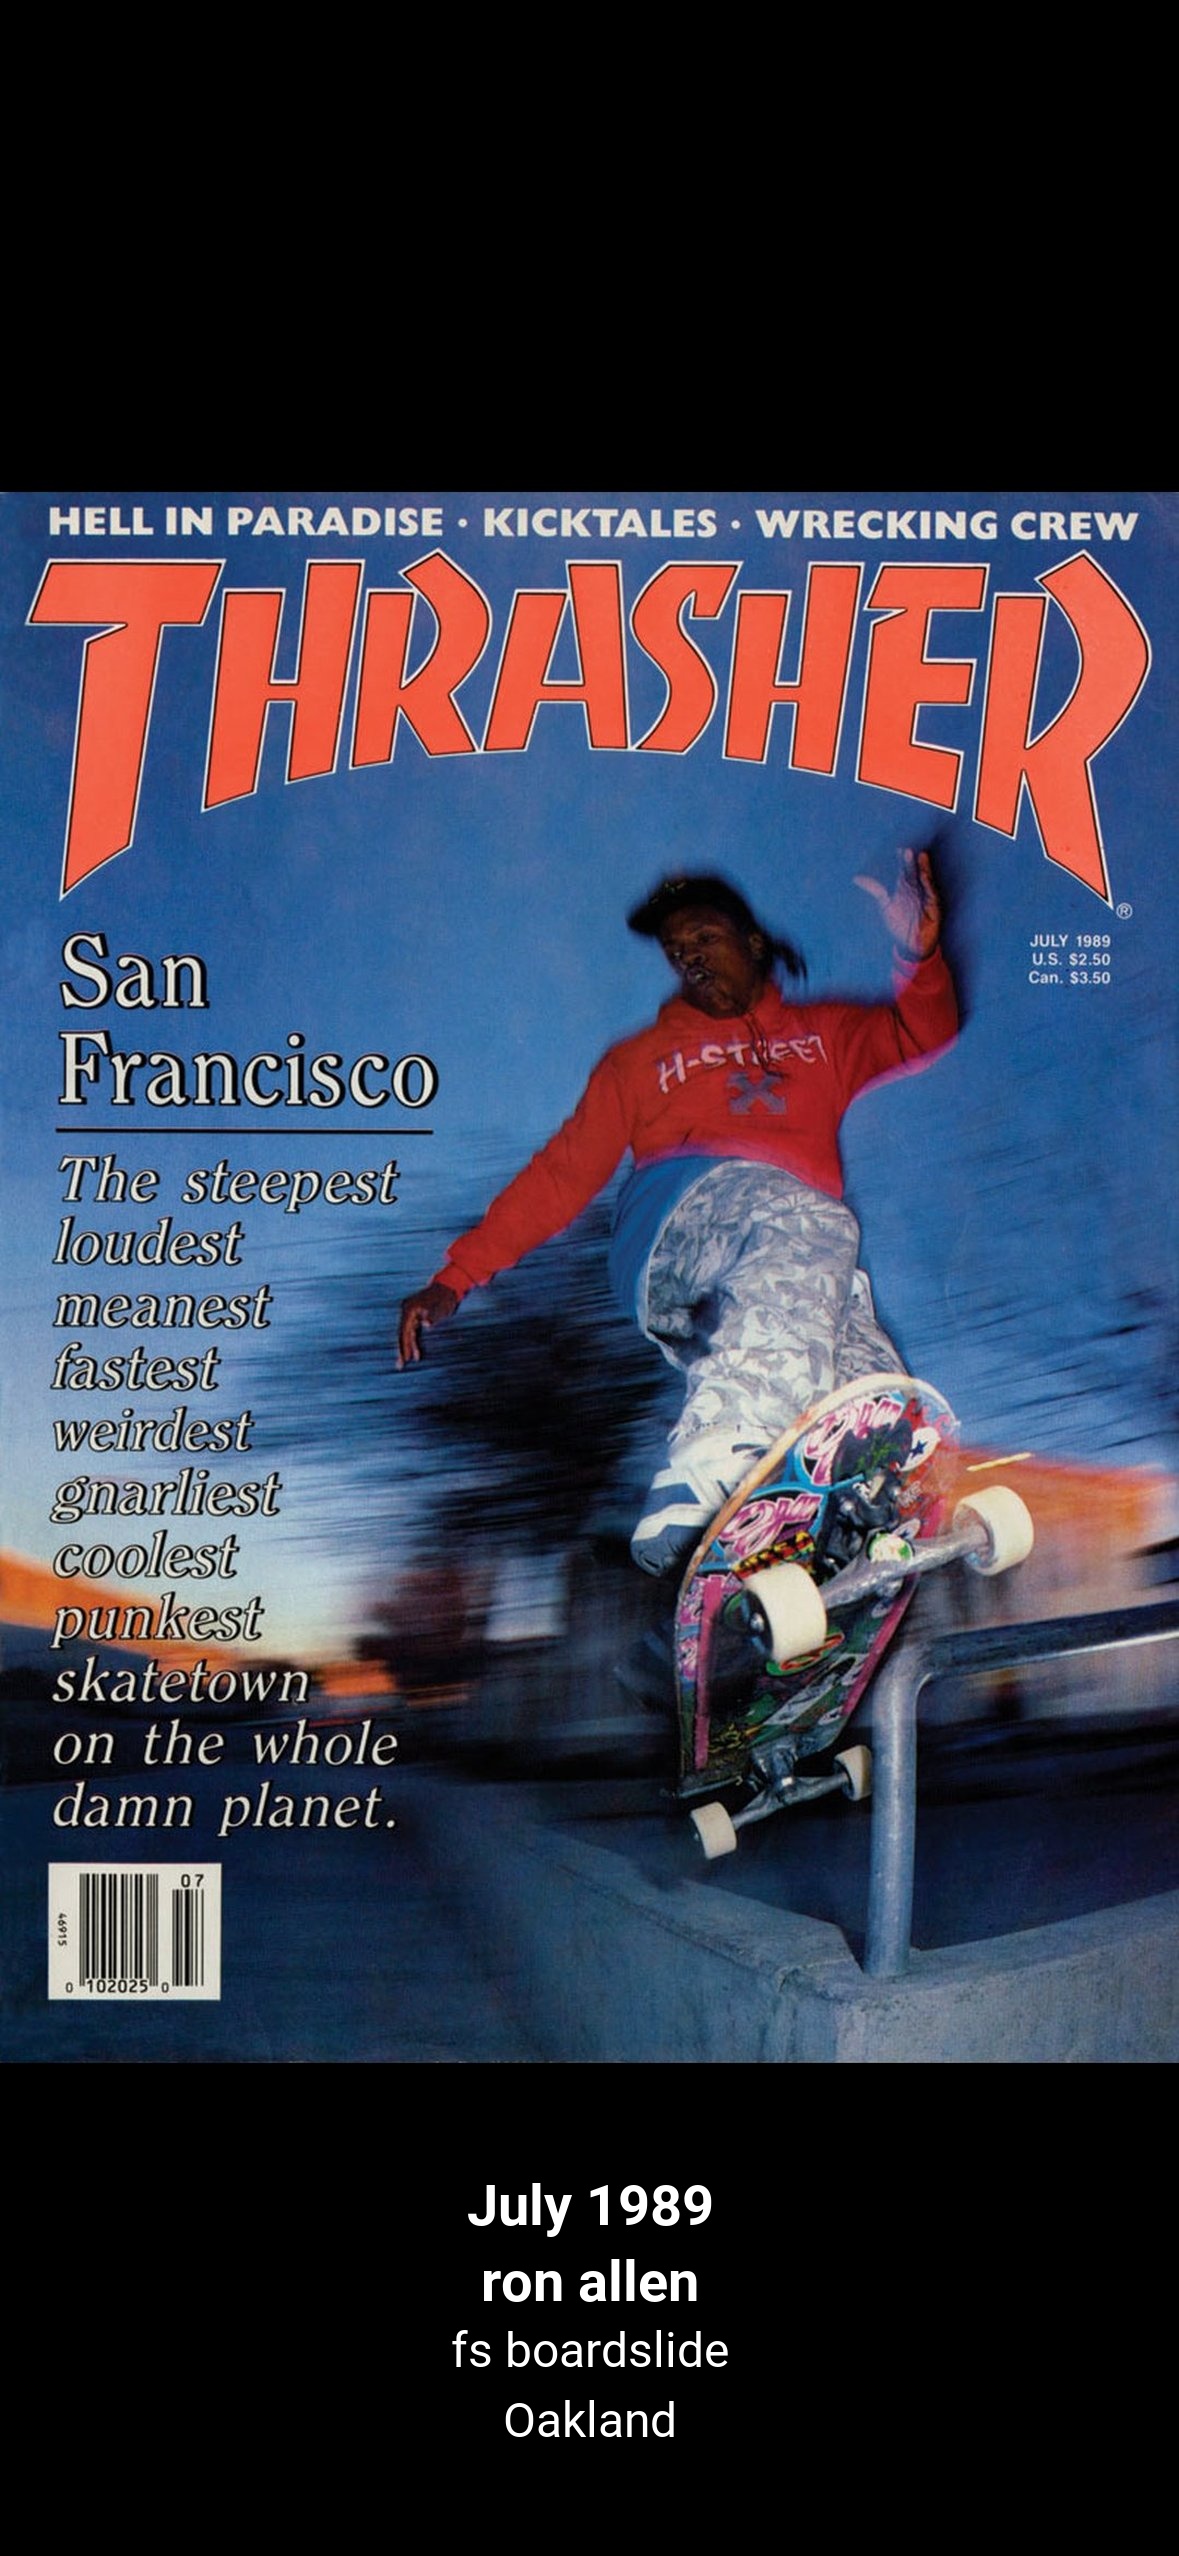 HELL IN PARADISE · KICKTALES · WRECKING CREW
THRASHER
®
JULY 1989
U.S. $2.50
Can. $3.50
San
Francisco
The steepest
loudest
meanest
fastest
weirdest
gnarliest
coolest
punkest
skatetown
on the whole
damn planet.
H-STREET
07
46915
0 102025 0
July 1989
ron allen
fs boardslide
Oakland